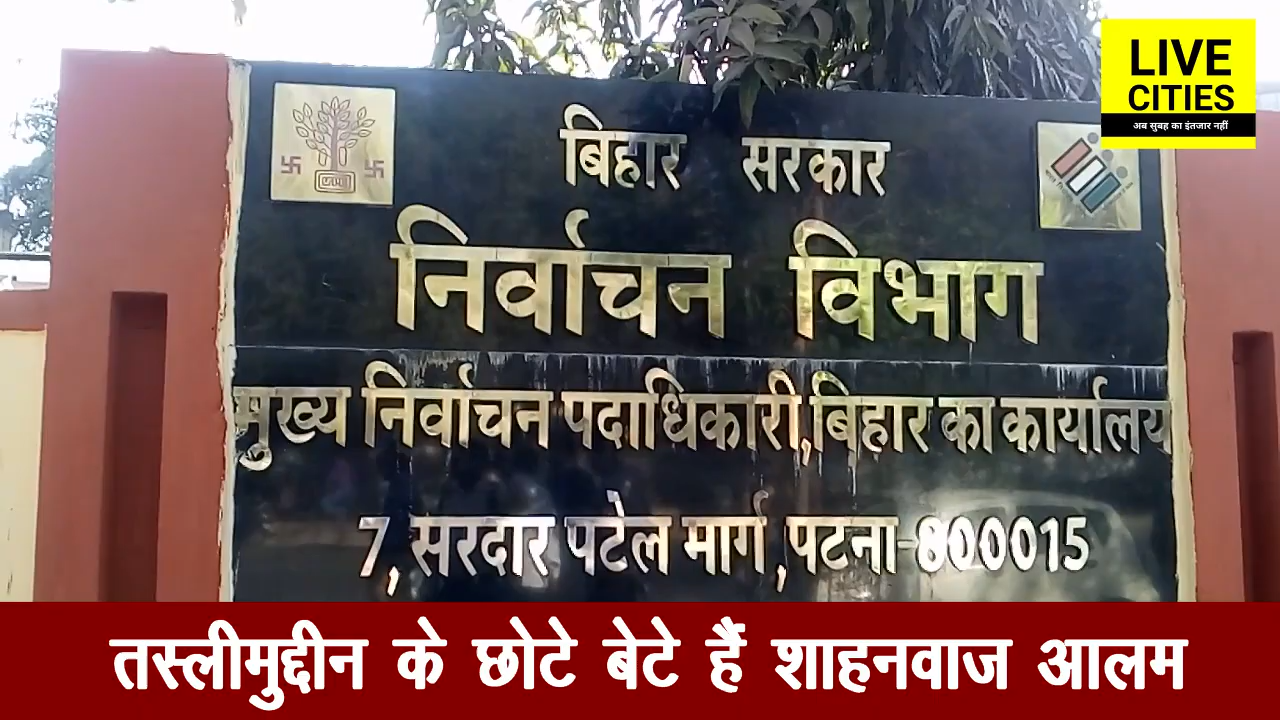 LIVE
CITIES
अब सुबह का इंतजार नहीं
बिहार सरकार
निर्वाचन विभाग
मुख्य निर्वाचन पदाधिकारी, बिहार का कार्यालय
7, सरदार पटेल मार्ग, पटना-800015
तस्लीमुद्दीन के छोटे बेटे हैं शाहनवाज आलम